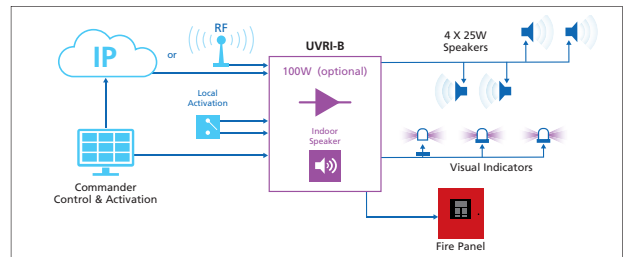 IP
or
RF
UVRI-B
4 X 25W
Speakers
100W (optional)
Local
Activation
Indoor
Speaker
Commander
Control & Activation
Visual Indicators
Fire Panel